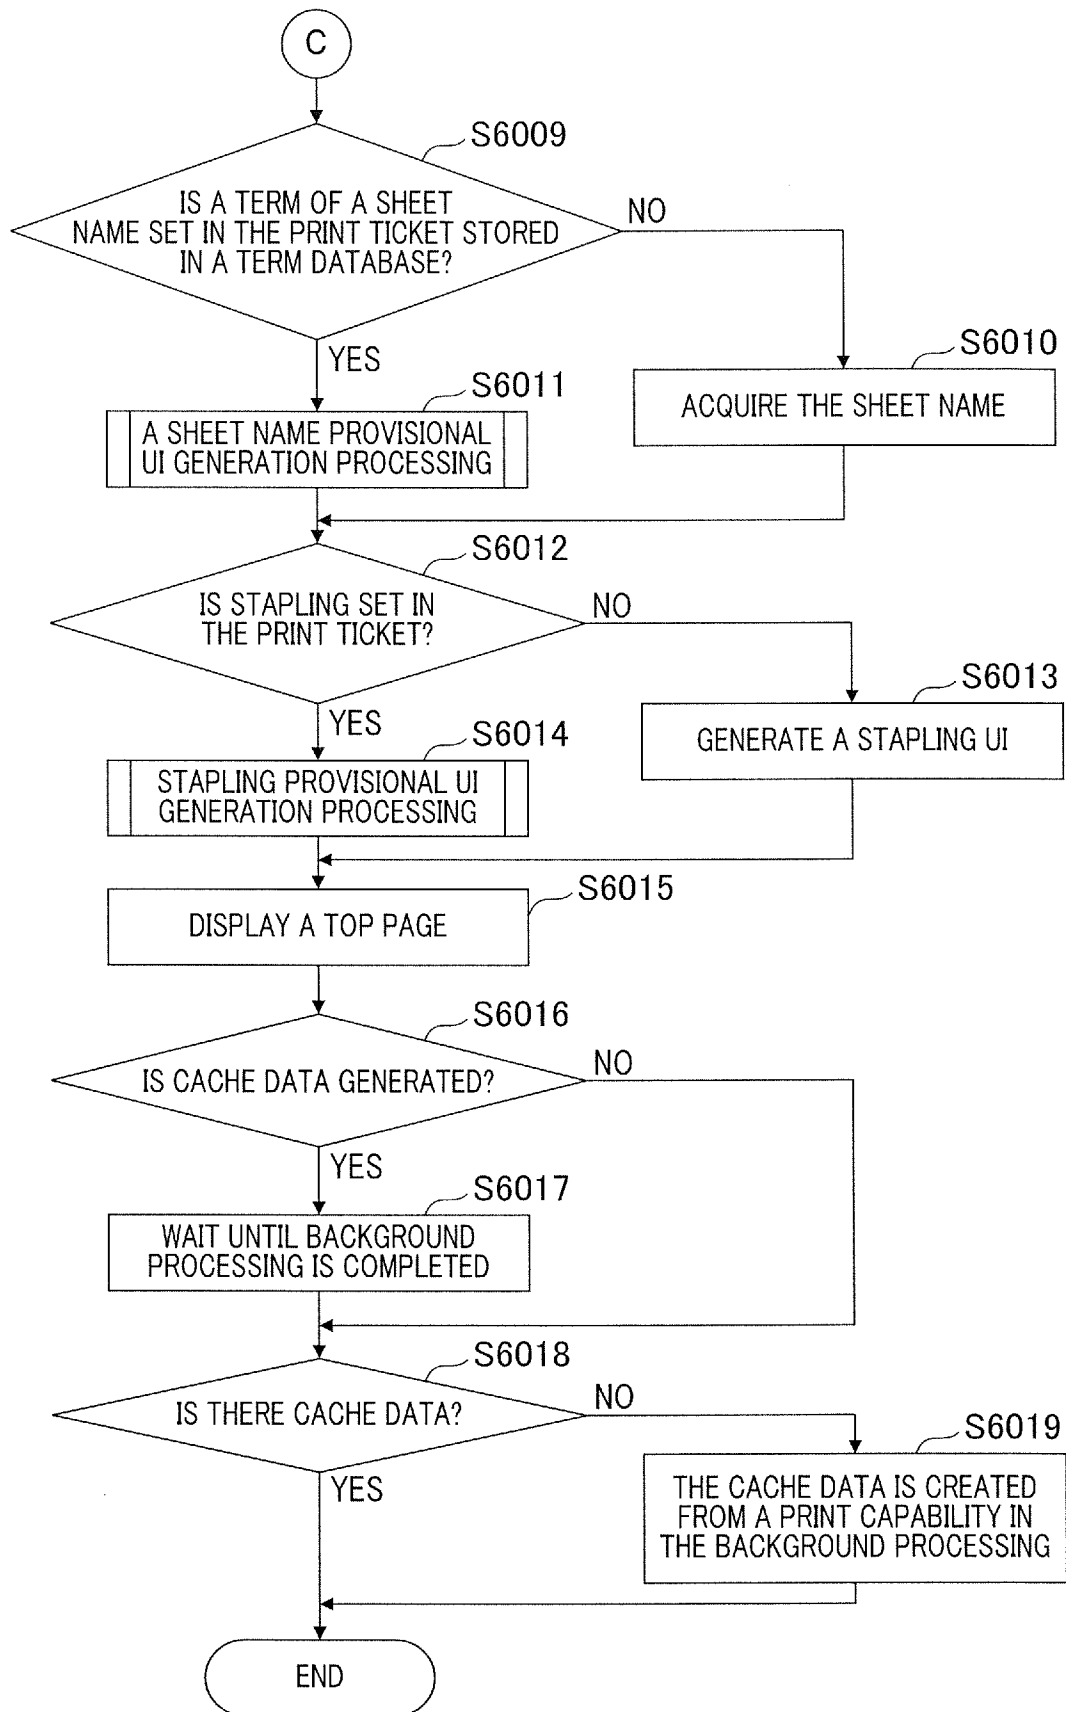 C
S6009
IS A TERM OF A SHEET
NAME SET IN THE PRINT TICKET STORED
IN A TERM DATABASE?
NO
YES
S6010
ACQUIRE THE SHEET NAME
S6011
A SHEET NAME PROVISIONAL
UI GENERATION PROCESSING
S6012
IS STAPLING SET IN
THE PRINT TICKET?
NO
YES
S6013
GENERATE A STAPLING UI
S6014
STAPLING PROVISIONAL UI
GENERATION PROCESSING
S6015
DISPLAY A TOP PAGE
S6016
IS CACHE DATA GENERATED?
NO
YES
S6017
WAIT UNTIL BACKGROUND
PROCESSING IS COMPLETED
S6018
IS THERE CACHE DATA?
NO
YES
S6019
THE CACHE DATA IS CREATED
FROM A PRINT CAPABILITY IN
THE BACKGROUND PROCESSING
END